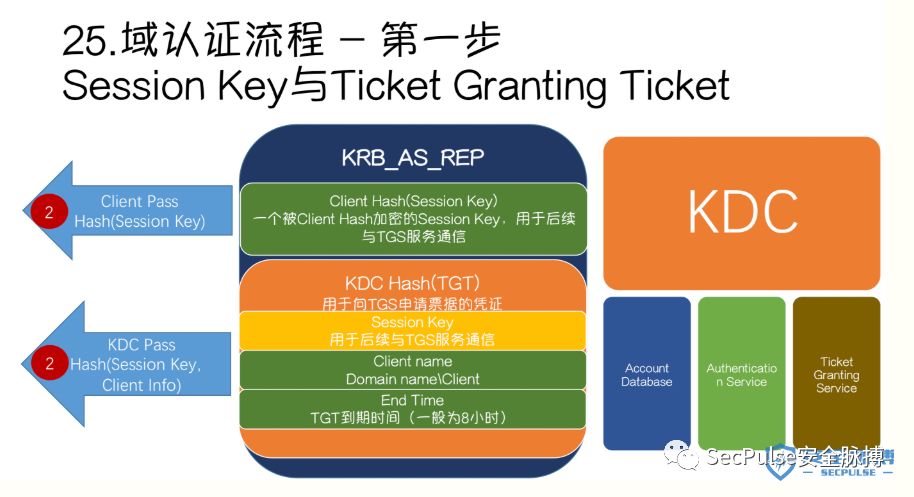 25.域认证流程 – 第一步
Session Key与Ticket Granting Ticket
KRB_AS_REP
Client Hash(Session Key)
一个被Client Hash加密的Session Key，用于后续
与TGS服务通信
KDC Hash(TGT)
用于向TGS申请票据的凭证
Session Key
用于后续与TGS服务通信
Client name
Domain name\Client
End Time
TGT到期时间（一般为8小时）
2
Client Pass
Hash(Session Key)
2
KDC Pass
Hash(Session Key,
Client Info)
KDC
Account
Database
Authenticatio
n Service
Ticket
Granting
Service
SecPulse安全脉搏
SECPULSE